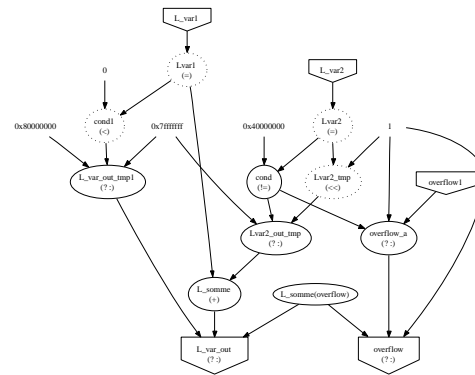 L_var1
Lvar1
(=)
L_var2
0
cond1
(<)
Lvar2
(=)
0x80000000
0x7fffffff
0x40000000
1
L_var_out_tmp1
(? :)
cond
(!=)
Lvar2_tmp
(<<)
overflow1
Lvar2_out_tmp
(? :)
overflow_a
(? :)
L_somme
(+)
L_somme(overflow)
L_var_out
(? :)
overflow
(? :)